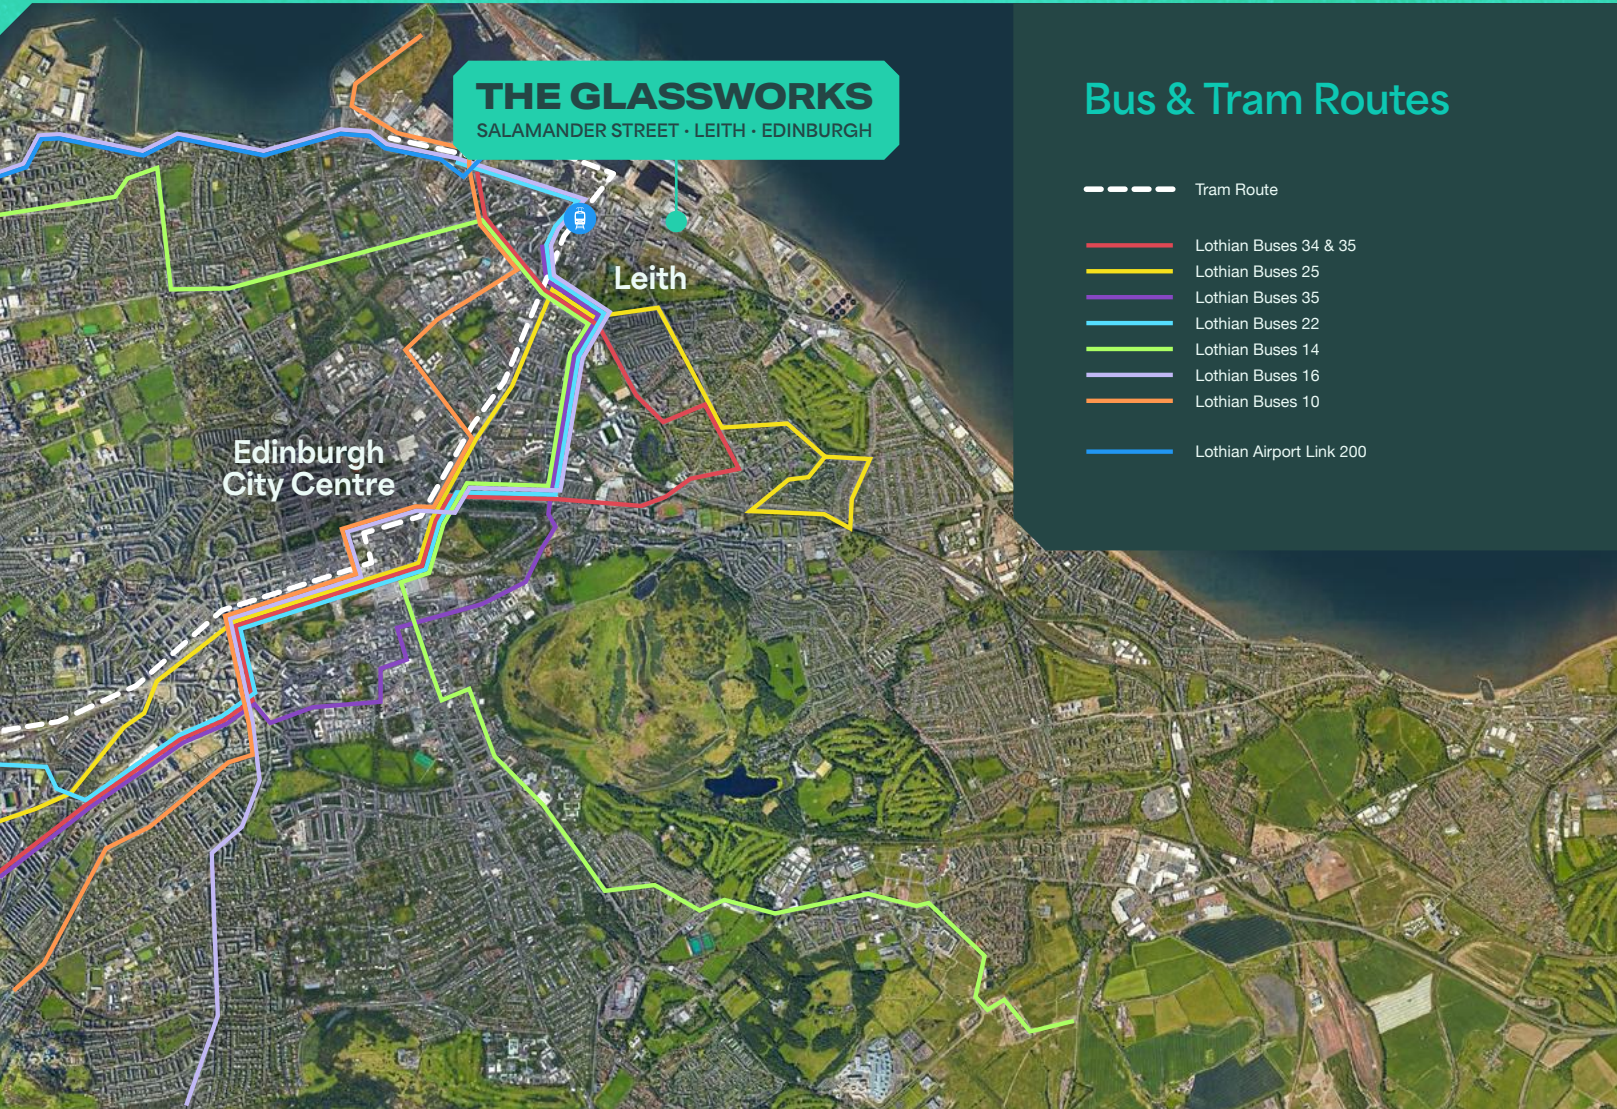 THE GLASSWORKS
SALAMANDER STREET · LEITH · EDINBURGH
Leith
Edinburgh
City Centre
Bus & Tram Routes
Tram Route
Lothian Buses 34 & 35
Lothian Buses 25
Lothian Buses 35
Lothian Buses 22
Lothian Buses 14
Lothian Buses 16
Lothian Buses 10
Lothian Airport Link 200